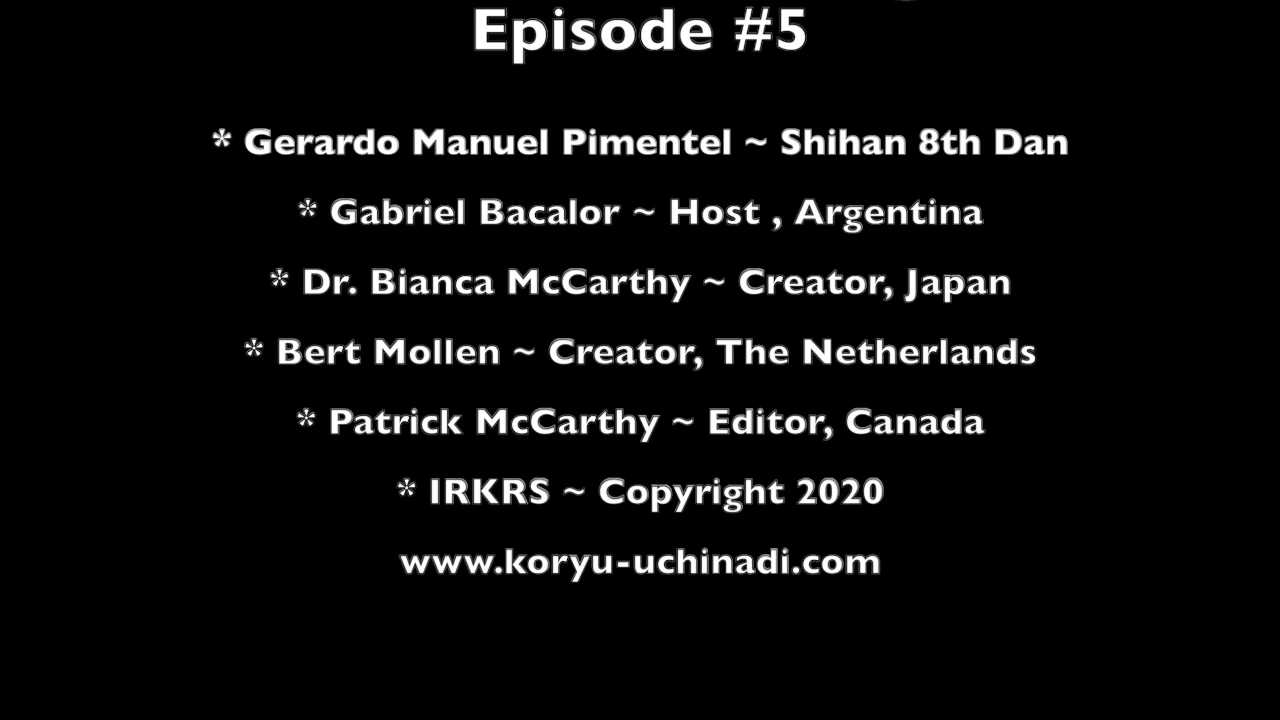 Episode #5
* Gerardo Manuel Pimentel ~ Shihan 8th Dan
* Gabriel Bacalor ~ Host , Argentina
* Dr. Bianca McCarthy ~ Creator, Japan
* Bert Mollen ~ Creator, The Netherlands
* Patrick McCarthy ~ Editor, Canada
* IRKRS ~ Copyright 2020
www.koryu-uchinadi.com